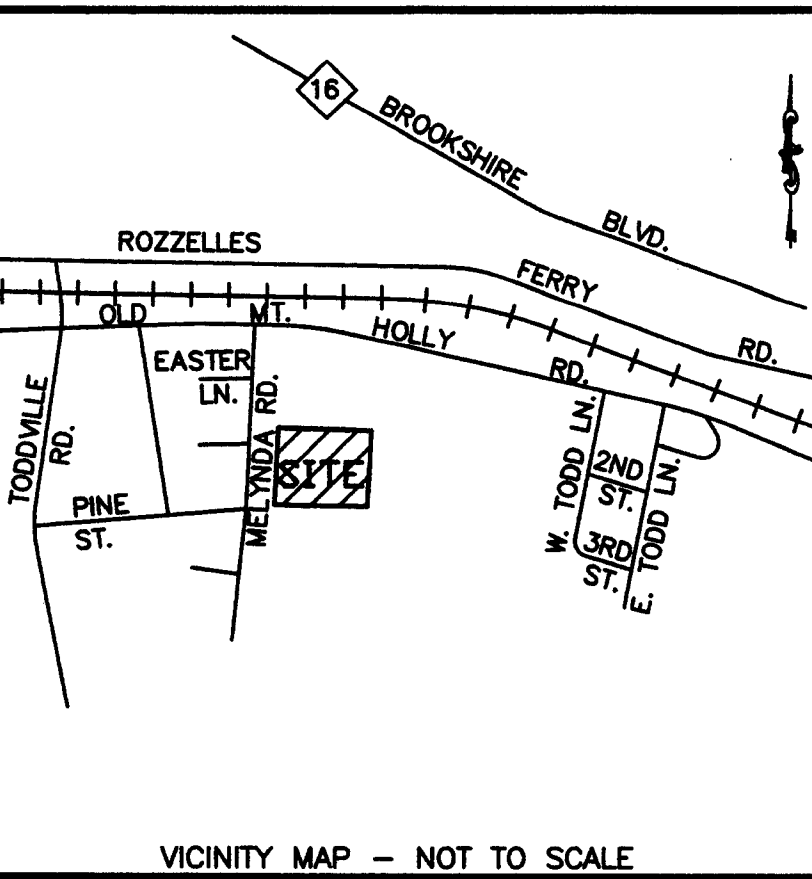 16
BROOKSHIRE
BLVD.
ROZZELLES
FERRY
RD.
OLD
MT.
HOLLY
RD.
EASTER
LN.
TODDVILLE
RD.
MELYNDA RD.
SITE
PINE
ST.
W. TODD LN.
2ND
ST.
3RD
ST.
E. TODD LN.
VICINITY MAP - NOT TO SCALE